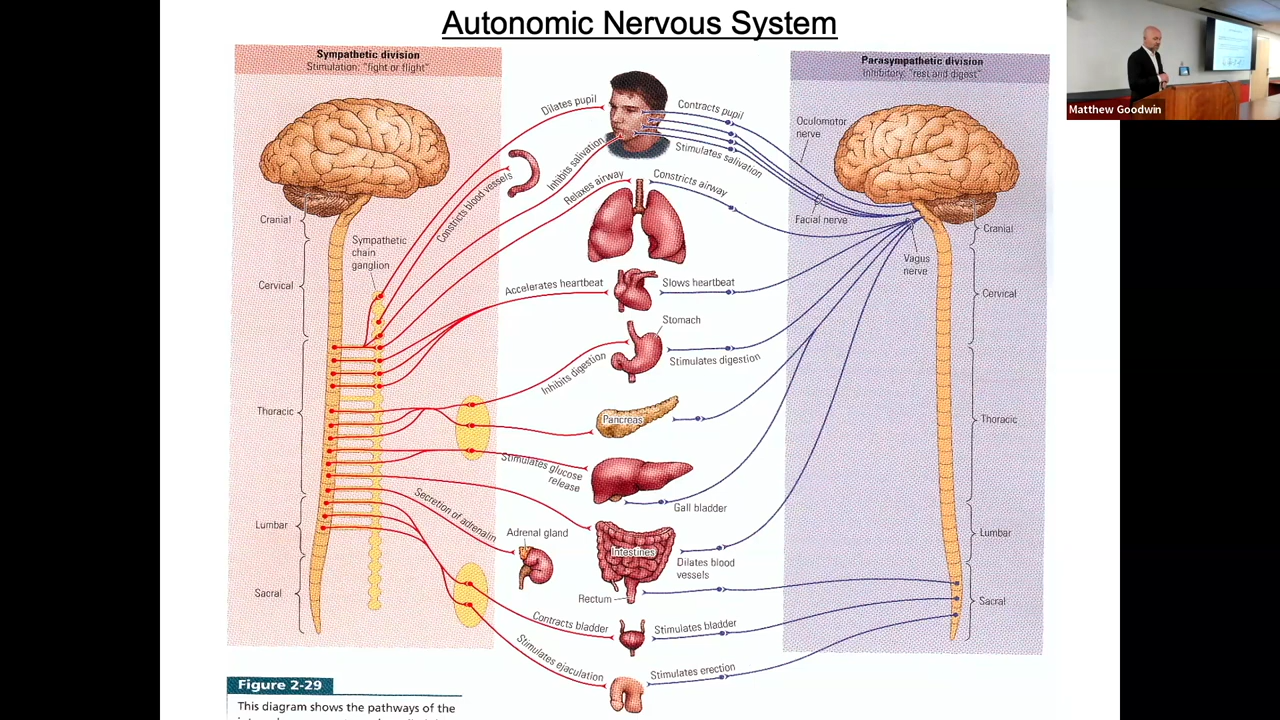 Autonomic Nervous System
Sympathetic division
Stimulation: "fight or flight"
Parasympathetic division
Inhibitory: "rest and digest"
Matthew Goodwin
Dilates pupil
Contracts pupil
Oculomotor
nerve
Constricts blood vessels
Inhibits salivation
Stimulates salivation
Relaxes airway
Constricts airway
Facial nerve
Cranial
Cranial
Sympathetic
chain
ganglion
Vagus
nerve
Cervical
Accelerates heartbeat
Slows heartbeat
Cervical
Stomach
Inhibits digestion
Stimulates digestion
Thoracic
Pancreas
Thoracic
Stimulates glucose
release
Secretion of adrenalin
Gall bladder
Lumbar
Adrenal gland
Intestines
Lumbar
Dilates blood
vessels
Sacral
Rectum
Sacral
Contracts bladder
Stimulates bladder
Stimulates ejaculation
Stimulates erection
Figure 2-29
This diagram shows the pathways of the